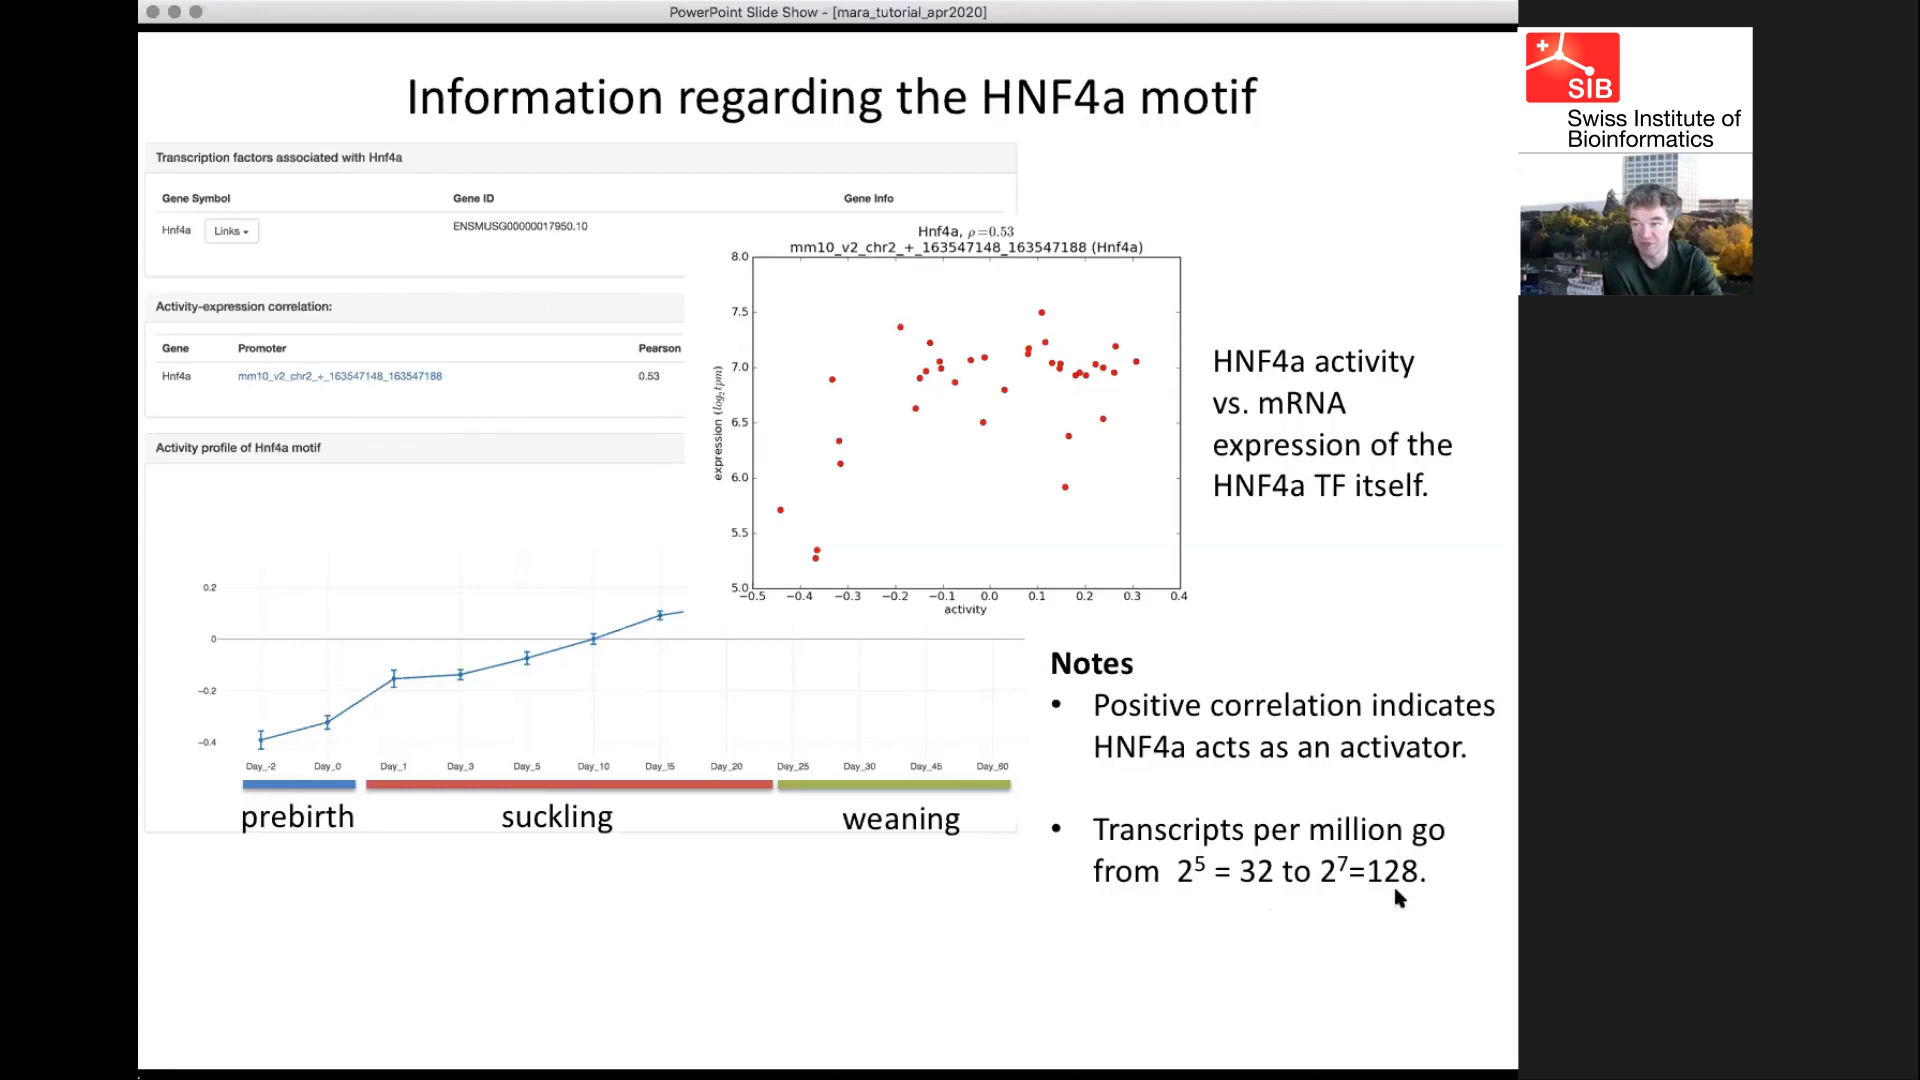 PowerPoint Slide Show - [mara_tutorial_apr2020]
SIB
Swiss Institute of
Bioinformatics
Information regarding the HNF4a motif
Transcription factors associated with Hnf4a
Gene Symbol Gene ID Gene Info
Hnf4a Links ENSMUSG00000017950.10
Activity-expression correlation:
Gene Promoter Pearson
Hnf4a mm10_v2_chr2_+_163547148_163547188 0.53
Activity profile of Hnf4a motif
0.2
0
-0.2
-0.4
Day_-2 Day_0 Day_1 Day_3 Day_5 Day_10 Day_15 Day_20 Day_25 Day_30 Day_45 Day_60
prebirth suckling weaning
Hnf4a, ρ=0.53
mm10_v2_chr2_+_163547148_163547188 (Hnf4a)
8.0
7.5
7.0
6.5
6.0
5.5
5.0
expression (log₂tpm)
−0.5 −0.4 −0.3 −0.2 −0.1 0.0 0.1 0.2 0.3 0.4
activity
HNF4a activity
vs. mRNA
expression of the
HNF4a TF itself.
Notes
• Positive correlation indicates
HNF4a acts as an activator.
• Transcripts per million go
from 2⁵ = 32 to 2⁷=128.